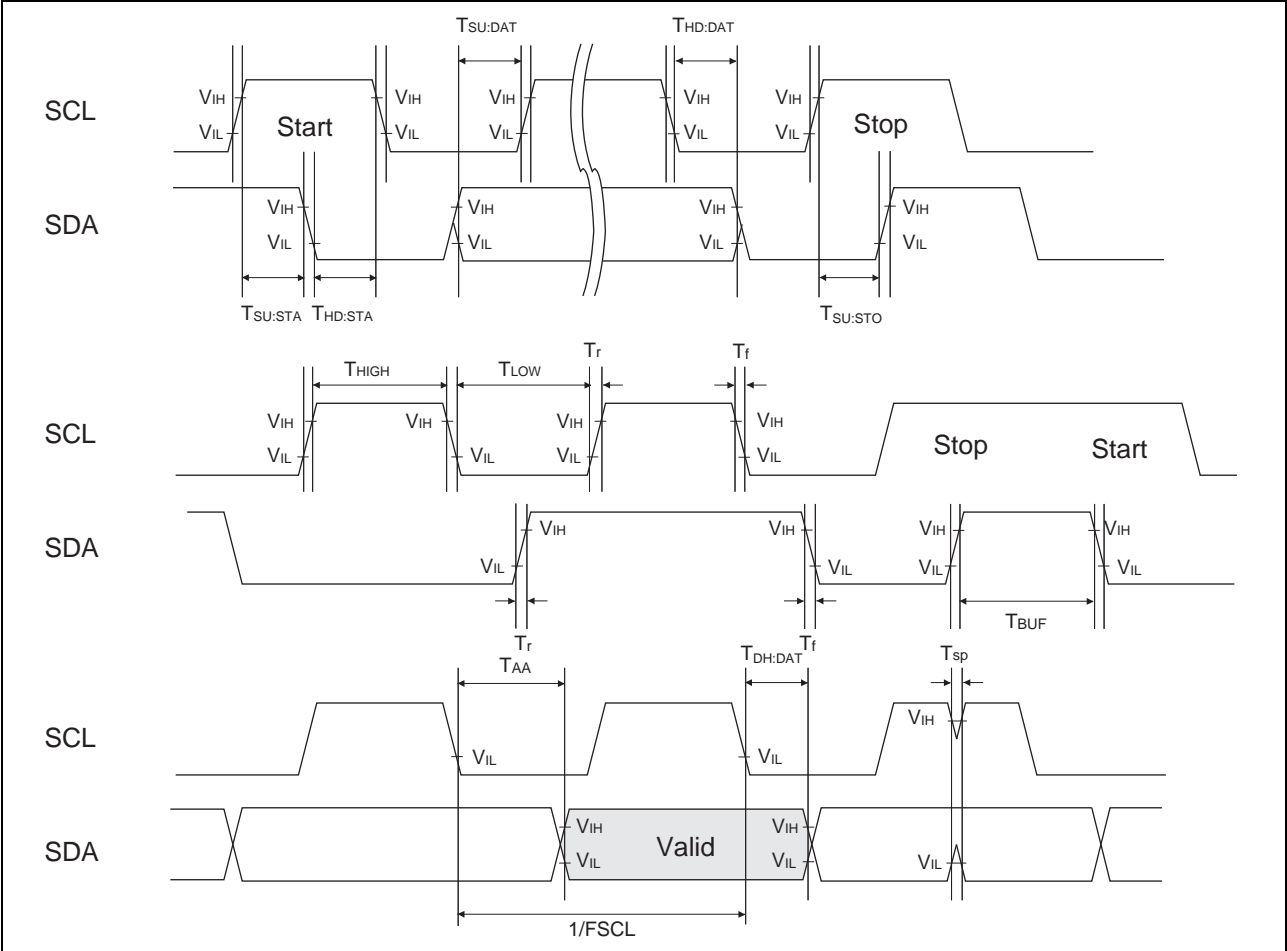 TSU:DAT THD:DAT
SCL VIH VIH VIH VIH VIH
VIL Start VIL VIL VIL VIL Stop
SDA VIH VIH VIH VIH
VIL VIL VIL VIL
TSU:STA THD:STA TSU:STO
THIGH TLOW Tr Tf
SCL VIH VIH VIH VIH
VIL VIL VIL VIL Stop Start
SDA VIH VIH VIH VIH
VIL VIL VIL VIL
Tr Tf TBUF
TAA TDH:DAT Tsp
SCL VIH
VIL VIL
SDA VIH Valid VIH
VIL VIL VIL
1/FSCL